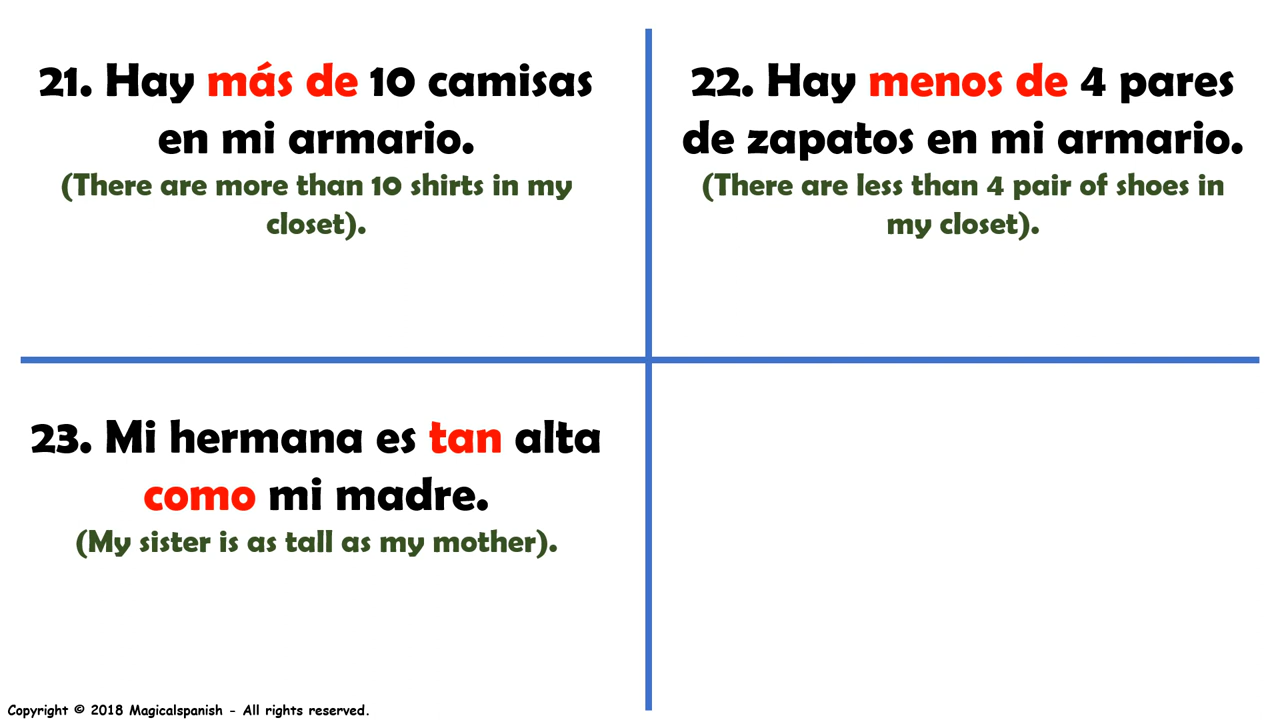 21. Hay más de 10 camisas
en mi armario.
(There are more than 10 shirts in my
closet).
22. Hay menos de 4 pares
de zapatos en mi armario.
(There are less than 4 pair of shoes in
my closet).
23. Mi hermana es tan alta
como mi madre.
(My sister is as tall as my mother).
Copyright © 2018 Magicalspanish - All rights reserved.